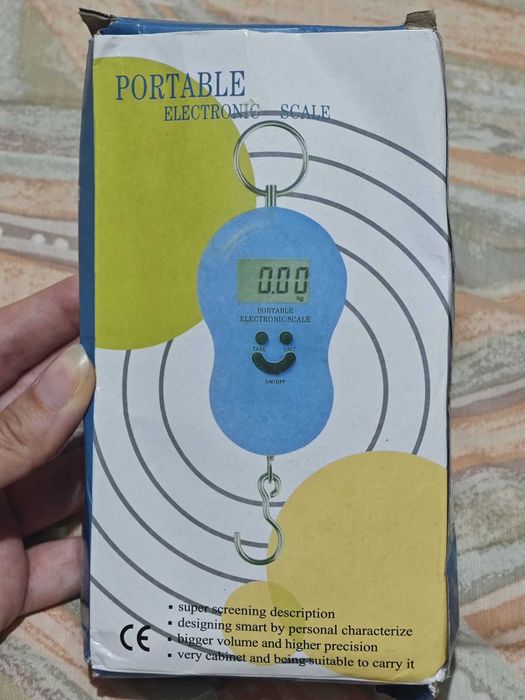 PORTABLE
ELECTRONIC SCALE
0.00
kg
PORTABLE
ELECTRONIC SCALE
TARE UNIT
ON/OFF
▪ super screening description
▪ designing smart by personal characterize
▪ bigger volume and higher precision
▪ very cabinet and being suitable to carry it
CE